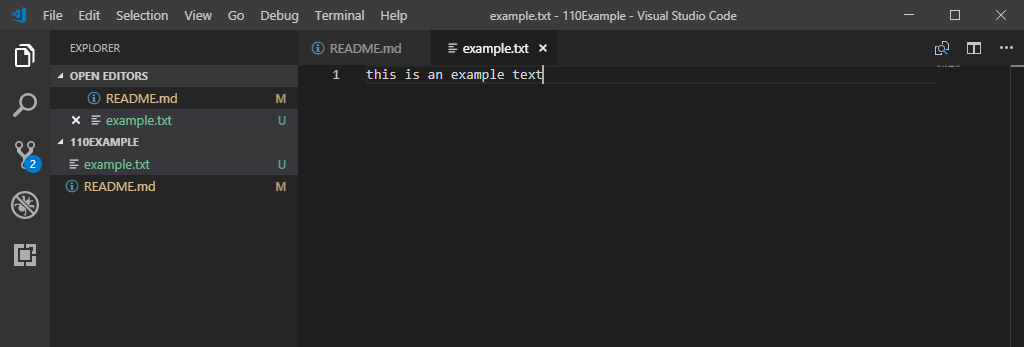 File Edit Selection View Go Debug Terminal Help example.txt - 110Example - Visual Studio Code
EXPLORER README.md example.txt
OPEN EDITORS
1 this is an example text
README.md M
example.txt U
110EXAMPLE
2
example.txt U
README.md M